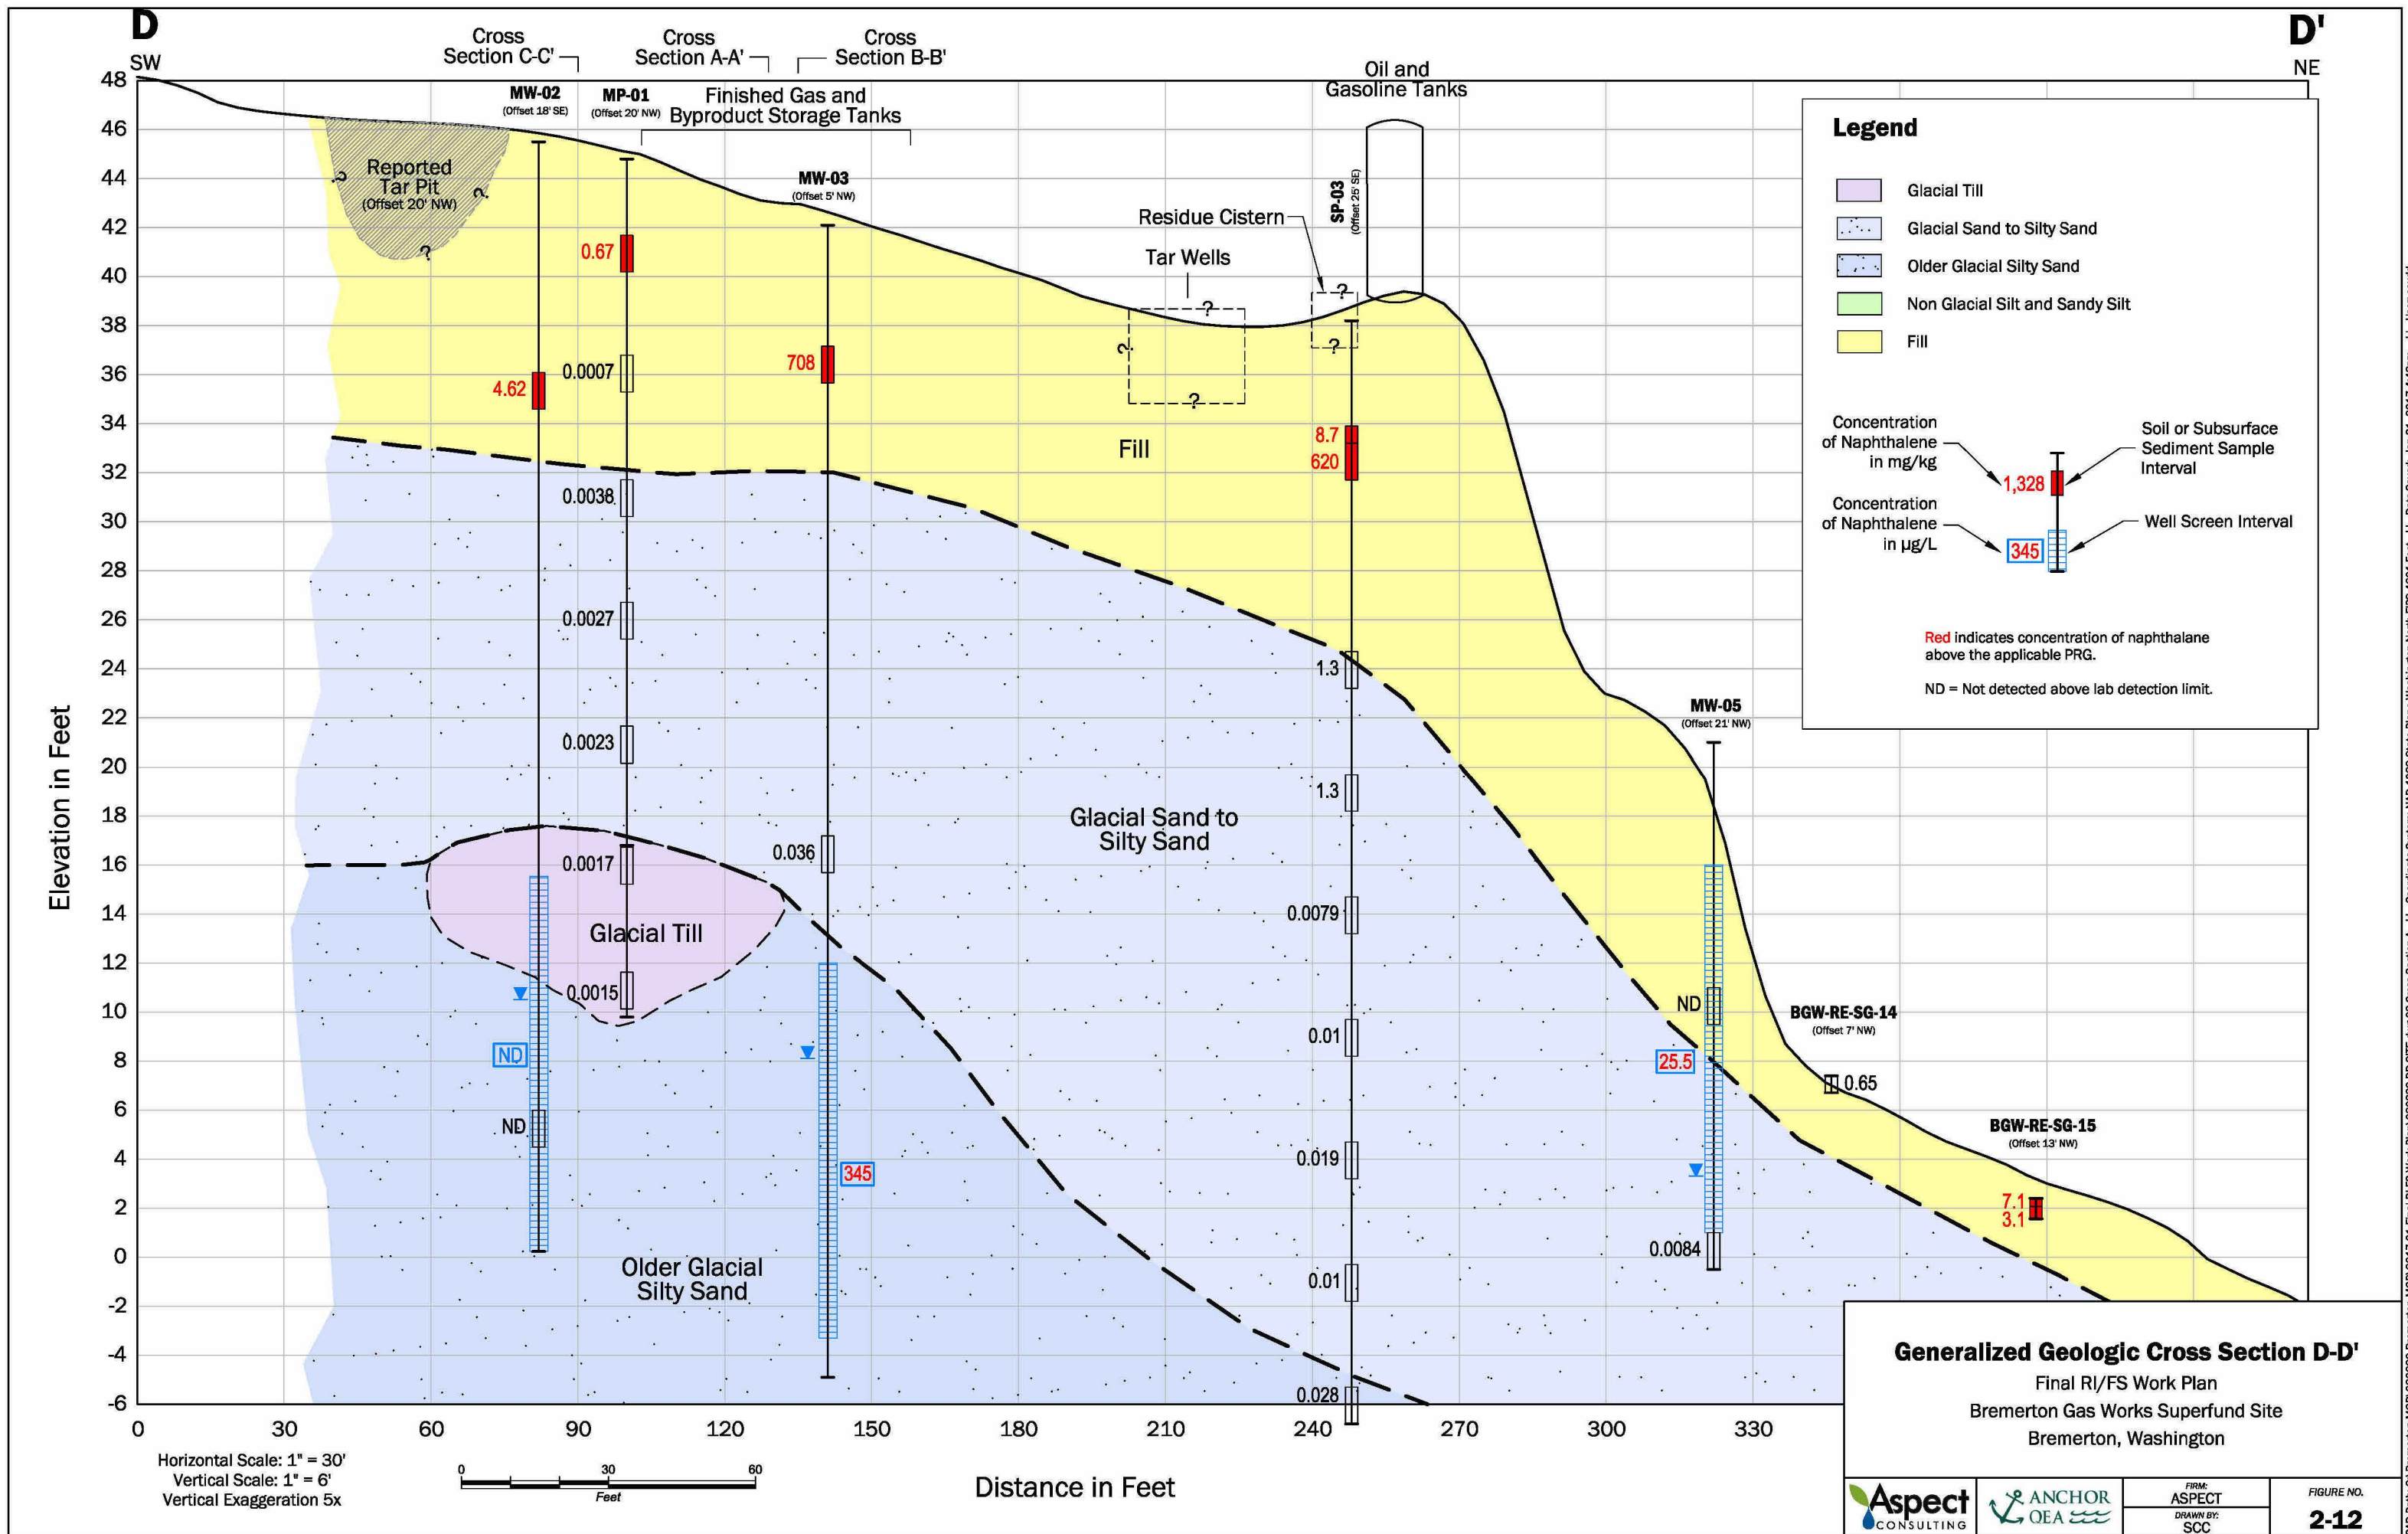 D
D'
SW
NE
Cross
Section C-C'
Cross
Section A-A'
Cross
Section B-B'
MW-02
(Offset 18' SE)
MP-01
(Offset 20' NW)
Finished Gas and
Byproduct Storage Tanks
Oil and
Gasoline Tanks
MW-03
(Offset 5' NW)
SP-03
(Offset 25' SE)
Residue Cistern
Tar Wells
Reported
Tar Pit
(Offset 20' NW)
?
?
?
?
?
?
?
?
48
46
44
42
40
38
36
34
32
30
28
26
24
22
20
18
16
14
12
10
8
6
4
2
0
-2
-4
-6
Elevation in Feet
4.62
ND
ND
0.67
0.0007
0.0038
0.0027
0.0023
0.0017
0.0015
708
0.036
345
8.7
620
1.3
1.3
0.0079
0.01
0.019
0.01
0.028
MW-05
(Offset 21' NW)
ND
25.5
0.0084
BGW-RE-SG-14
(Offset 7' NW)
0.65
BGW-RE-SG-15
(Offset 13' NW)
7.1
3.1
Fill
Glacial Sand to
Silty Sand
Glacial Till
Older Glacial
Silty Sand
Legend
Glacial Till
Glacial Sand to Silty Sand
Older Glacial Silty Sand
Non Glacial Silt and Sandy Silt
Fill
Concentration
of Naphthalene
in mg/kg
1,328
Soil or Subsurface
Sediment Sample
Interval
Concentration
of Naphthalene
in µg/L
345
Well Screen Interval
Red indicates concentration of naphthalane
above the applicable PRG.
ND = Not detected above lab detection limit.
0
30
60
90
120
150
180
210
240
270
300
330
Distance in Feet
Horizontal Scale: 1" = 30'
Vertical Scale: 1" = 6'
Vertical Exaggeration 5x
0
30
60
Feet
Generalized Geologic Cross Section D-D'
Final RI/FS Work Plan
Bremerton Gas Works Superfund Site
Bremerton, Washington
Aspect
CONSULTING
ANCHOR
QEA
FIRM:
ASPECT
DRAWN BY:
SCC
FIGURE NO.
2-12